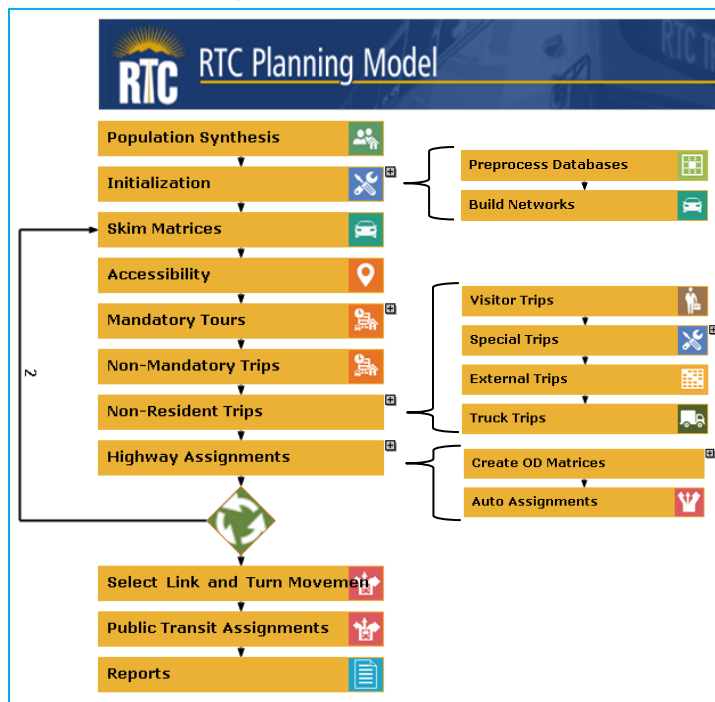 RTC RTC Planning Model
RTC T
Population Synthesis
Initialization
Skim Matrices
Accessibility
Mandatory Tours
Non-Mandatory Trips
Non-Resident Trips
Highway Assignments
2
Select Link and Turn Movemen
Public Transit Assignments
Reports
Preprocess Databases
Build Networks
Visitor Trips
Special Trips
External Trips
Truck Trips
Create OD Matrices
Auto Assignments